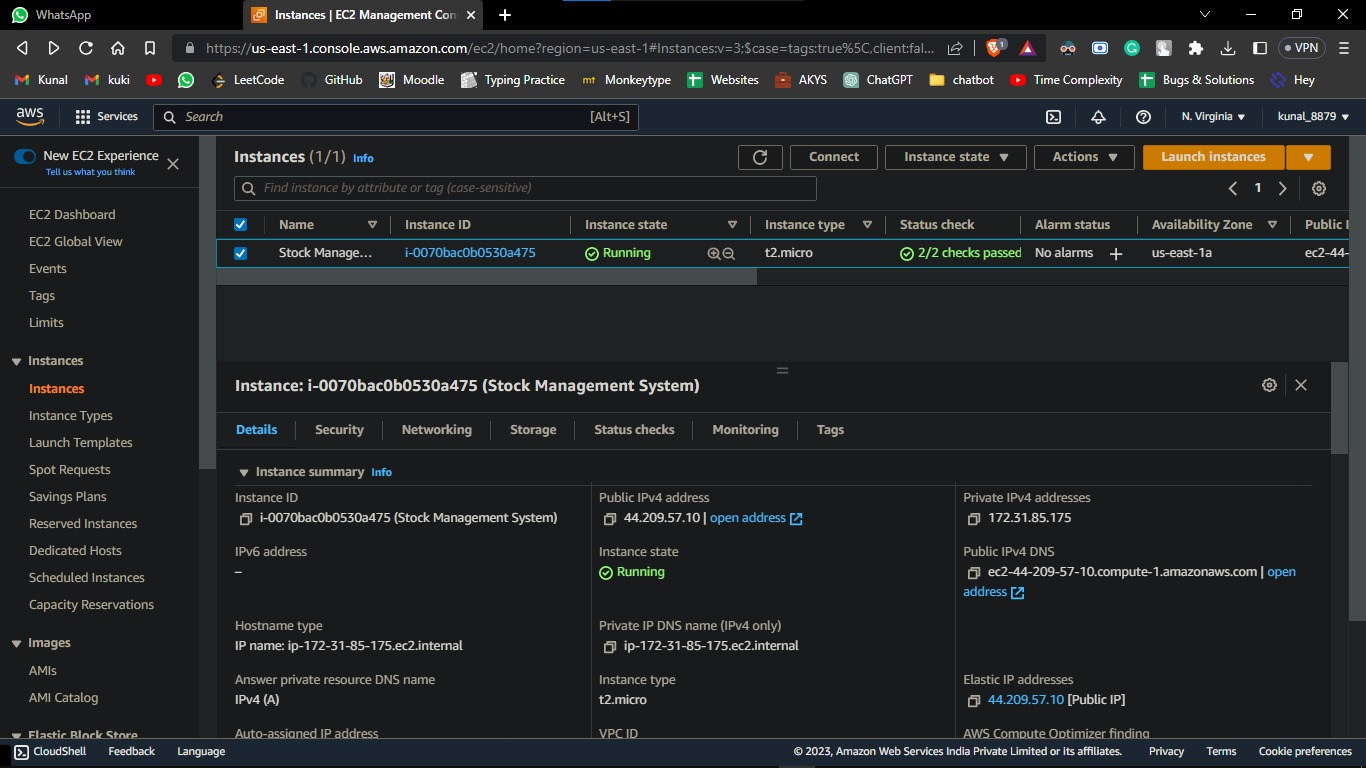 WhatsApp
Instances | EC2 Management Con
https://us-east-1.console.aws.amazon.com/ec2/home?region=us-east-1#Instances:v=3;$case=tags:true%5C,client:fal...
1
VPN
Kunal
kuki
LeetCode
GitHub
Moodle
Typing Practice
mt Monkeytype
Websites
AKYS
ChatGPT
chatbot
Time Complexity
Bugs & Solutions
Hey
aws
Services
Search
[Alt+S]
N. Virginia
kunal_8879
New EC2 Experience
Tell us what you think
EC2 Dashboard
EC2 Global View
Events
Tags
Limits
Instances
Instances
Instance Types
Launch Templates
Spot Requests
Savings Plans
Reserved Instances
Dedicated Hosts
Scheduled Instances
Capacity Reservations
Images
AMIs
AMI Catalog
Elastic Block Store
Instances (1/1) Info
Connect
Instance state
Actions
Launch instances
Find instance by attribute or tag (case-sensitive)
1
Name
Instance ID
Instance state
Instance type
Status check
Alarm status
Availability Zone
Public I
Stock Manage...
i-0070bac0b0530a475
Running
t2.micro
2/2 checks passed
No alarms
us-east-1a
ec2-44-
Instance: i-0070bac0b0530a475 (Stock Management System)
Details
Security
Networking
Storage
Status checks
Monitoring
Tags
Instance summary Info
Instance ID
i-0070bac0b0530a475 (Stock Management System)
Public IPv4 address
44.209.57.10 | open address
Private IPv4 addresses
172.31.85.175
IPv6 address
–
Instance state
Running
Public IPv4 DNS
ec2-44-209-57-10.compute-1.amazonaws.com | open
address
Hostname type
IP name: ip-172-31-85-175.ec2.internal
Private IP DNS name (IPv4 only)
ip-172-31-85-175.ec2.internal
Answer private resource DNS name
IPv4 (A)
Instance type
t2.micro
Elastic IP addresses
44.209.57.10 [Public IP]
Auto-assigned IP address
VPC ID
AWS Compute Optimizer finding
CloudShell
Feedback
Language
© 2023, Amazon Web Services India Private Limited or its affiliates.
Privacy
Terms
Cookie preferences